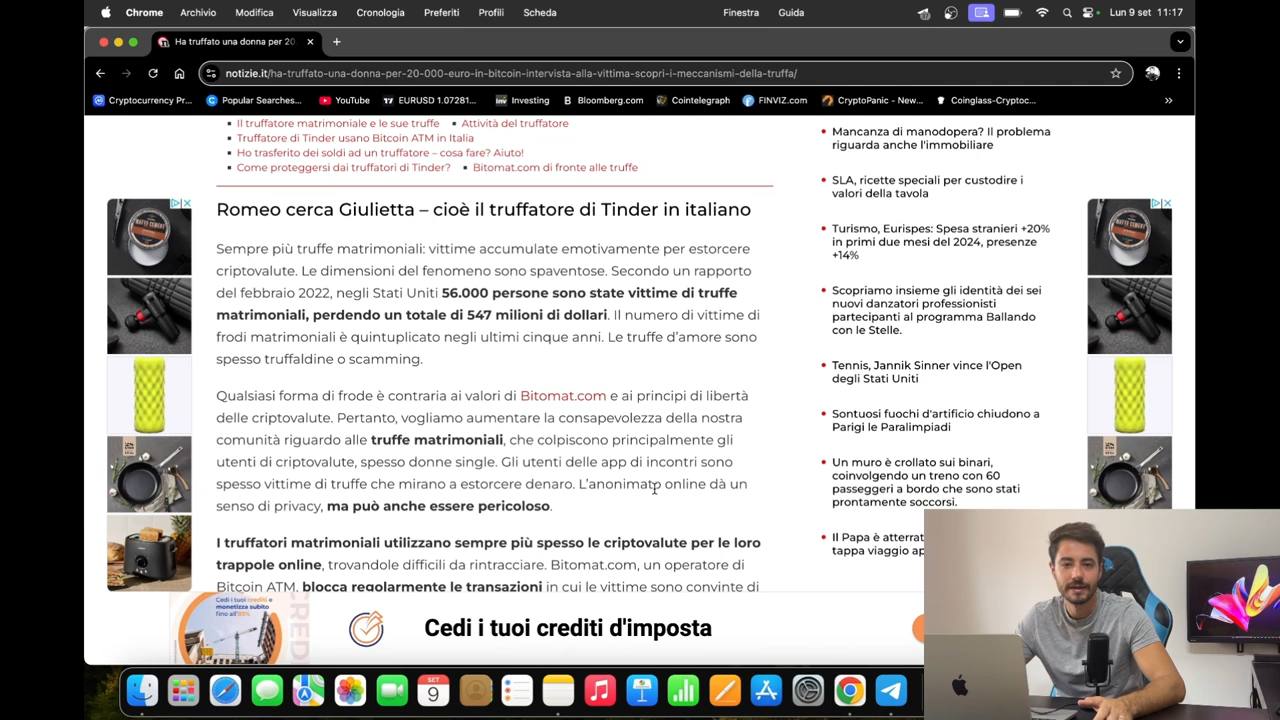 Chrome Archivio Modifica Visualizza Cronologia Preferiti Profili Scheda Finestra Guida Lun 9 set 11:17
Ha truffato una donna per 20
notizie.it/ha-truffato-una-donna-per-20-000-euro-in-bitcoin-intervista-alla-vittima-scopri-i-meccanismi-della-truffa/
Cryptocurrency Pr... Popular Searches... YouTube EURUSD 1.07281... Investing Bloomberg.com Cointelegraph FINVIZ.com CryptoPanic - New... Coinglass-Cryptoc... »
Il truffatore matrimoniale e le sue truffe Attività del truffatore
Truffatore di Tinder usano Bitcoin ATM in Italia
Ho trasferito dei soldi ad un truffatore – cosa fare? Aiuto!
Come proteggersi dai truffatori di Tinder? Bitomat.com di fronte alle truffe
Romeo cerca Giulietta – cioè il truffatore di Tinder in italiano
Sempre più truffe matrimoniali: vittime accumulate emotivamente per estorcere
criptovalute. Le dimensioni del fenomeno sono spaventose. Secondo un rapporto
del febbraio 2022, negli Stati Uniti 56.000 persone sono state vittime di truffe
matrimoniali, perdendo un totale di 547 milioni di dollari. Il numero di vittime di
frodi matrimoniali è quintuplicato negli ultimi cinque anni. Le truffe d'amore sono
spesso truffaldine o scamming.
Qualsiasi forma di frode è contraria ai valori di Bitomat.com e ai principi di libertà
delle criptovalute. Pertanto, vogliamo aumentare la consapevolezza della nostra
comunità riguardo alle truffe matrimoniali, che colpiscono principalmente gli
utenti di criptovalute, spesso donne single. Gli utenti delle app di incontri sono
spesso vittime di truffe che mirano a estorcere denaro. L'anonimato online dà un
senso di privacy, ma può anche essere pericoloso.
I truffatori matrimoniali utilizzano sempre più spesso le criptovalute per le loro
trappole online, trovandole difficili da rintracciare. Bitomat.com, un operatore di
Bitcoin ATM, blocca regolarmente le transazioni in cui le vittime sono convinte di
Mancanza di manodopera? Il problema
riguarda anche l'immobiliare
SLA, ricette speciali per custodire i
valori della tavola
Turismo, Eurispes: Spesa stranieri +20%
in primi due mesi del 2024, presenze
+14%
Scopriamo insieme gli identità dei sei
nuovi danzatori professionisti
partecipanti al programma Ballando
con le Stelle.
Tennis, Jannik Sinner vince l'Open
degli Stati Uniti
Sontuosi fuochi d'artificio chiudono a
Parigi le Paralimpiadi
Un muro è crollato sui binari,
coinvolgendo un treno con 60
passeggeri a bordo che sono stati
prontamente soccorsi.
Il Papa è atterrat
tappa viaggio ap
Cedi i tuoi crediti e
monetizza subito
fino all'85%
CRED
Cedi i tuoi crediti d'imposta
SET
9